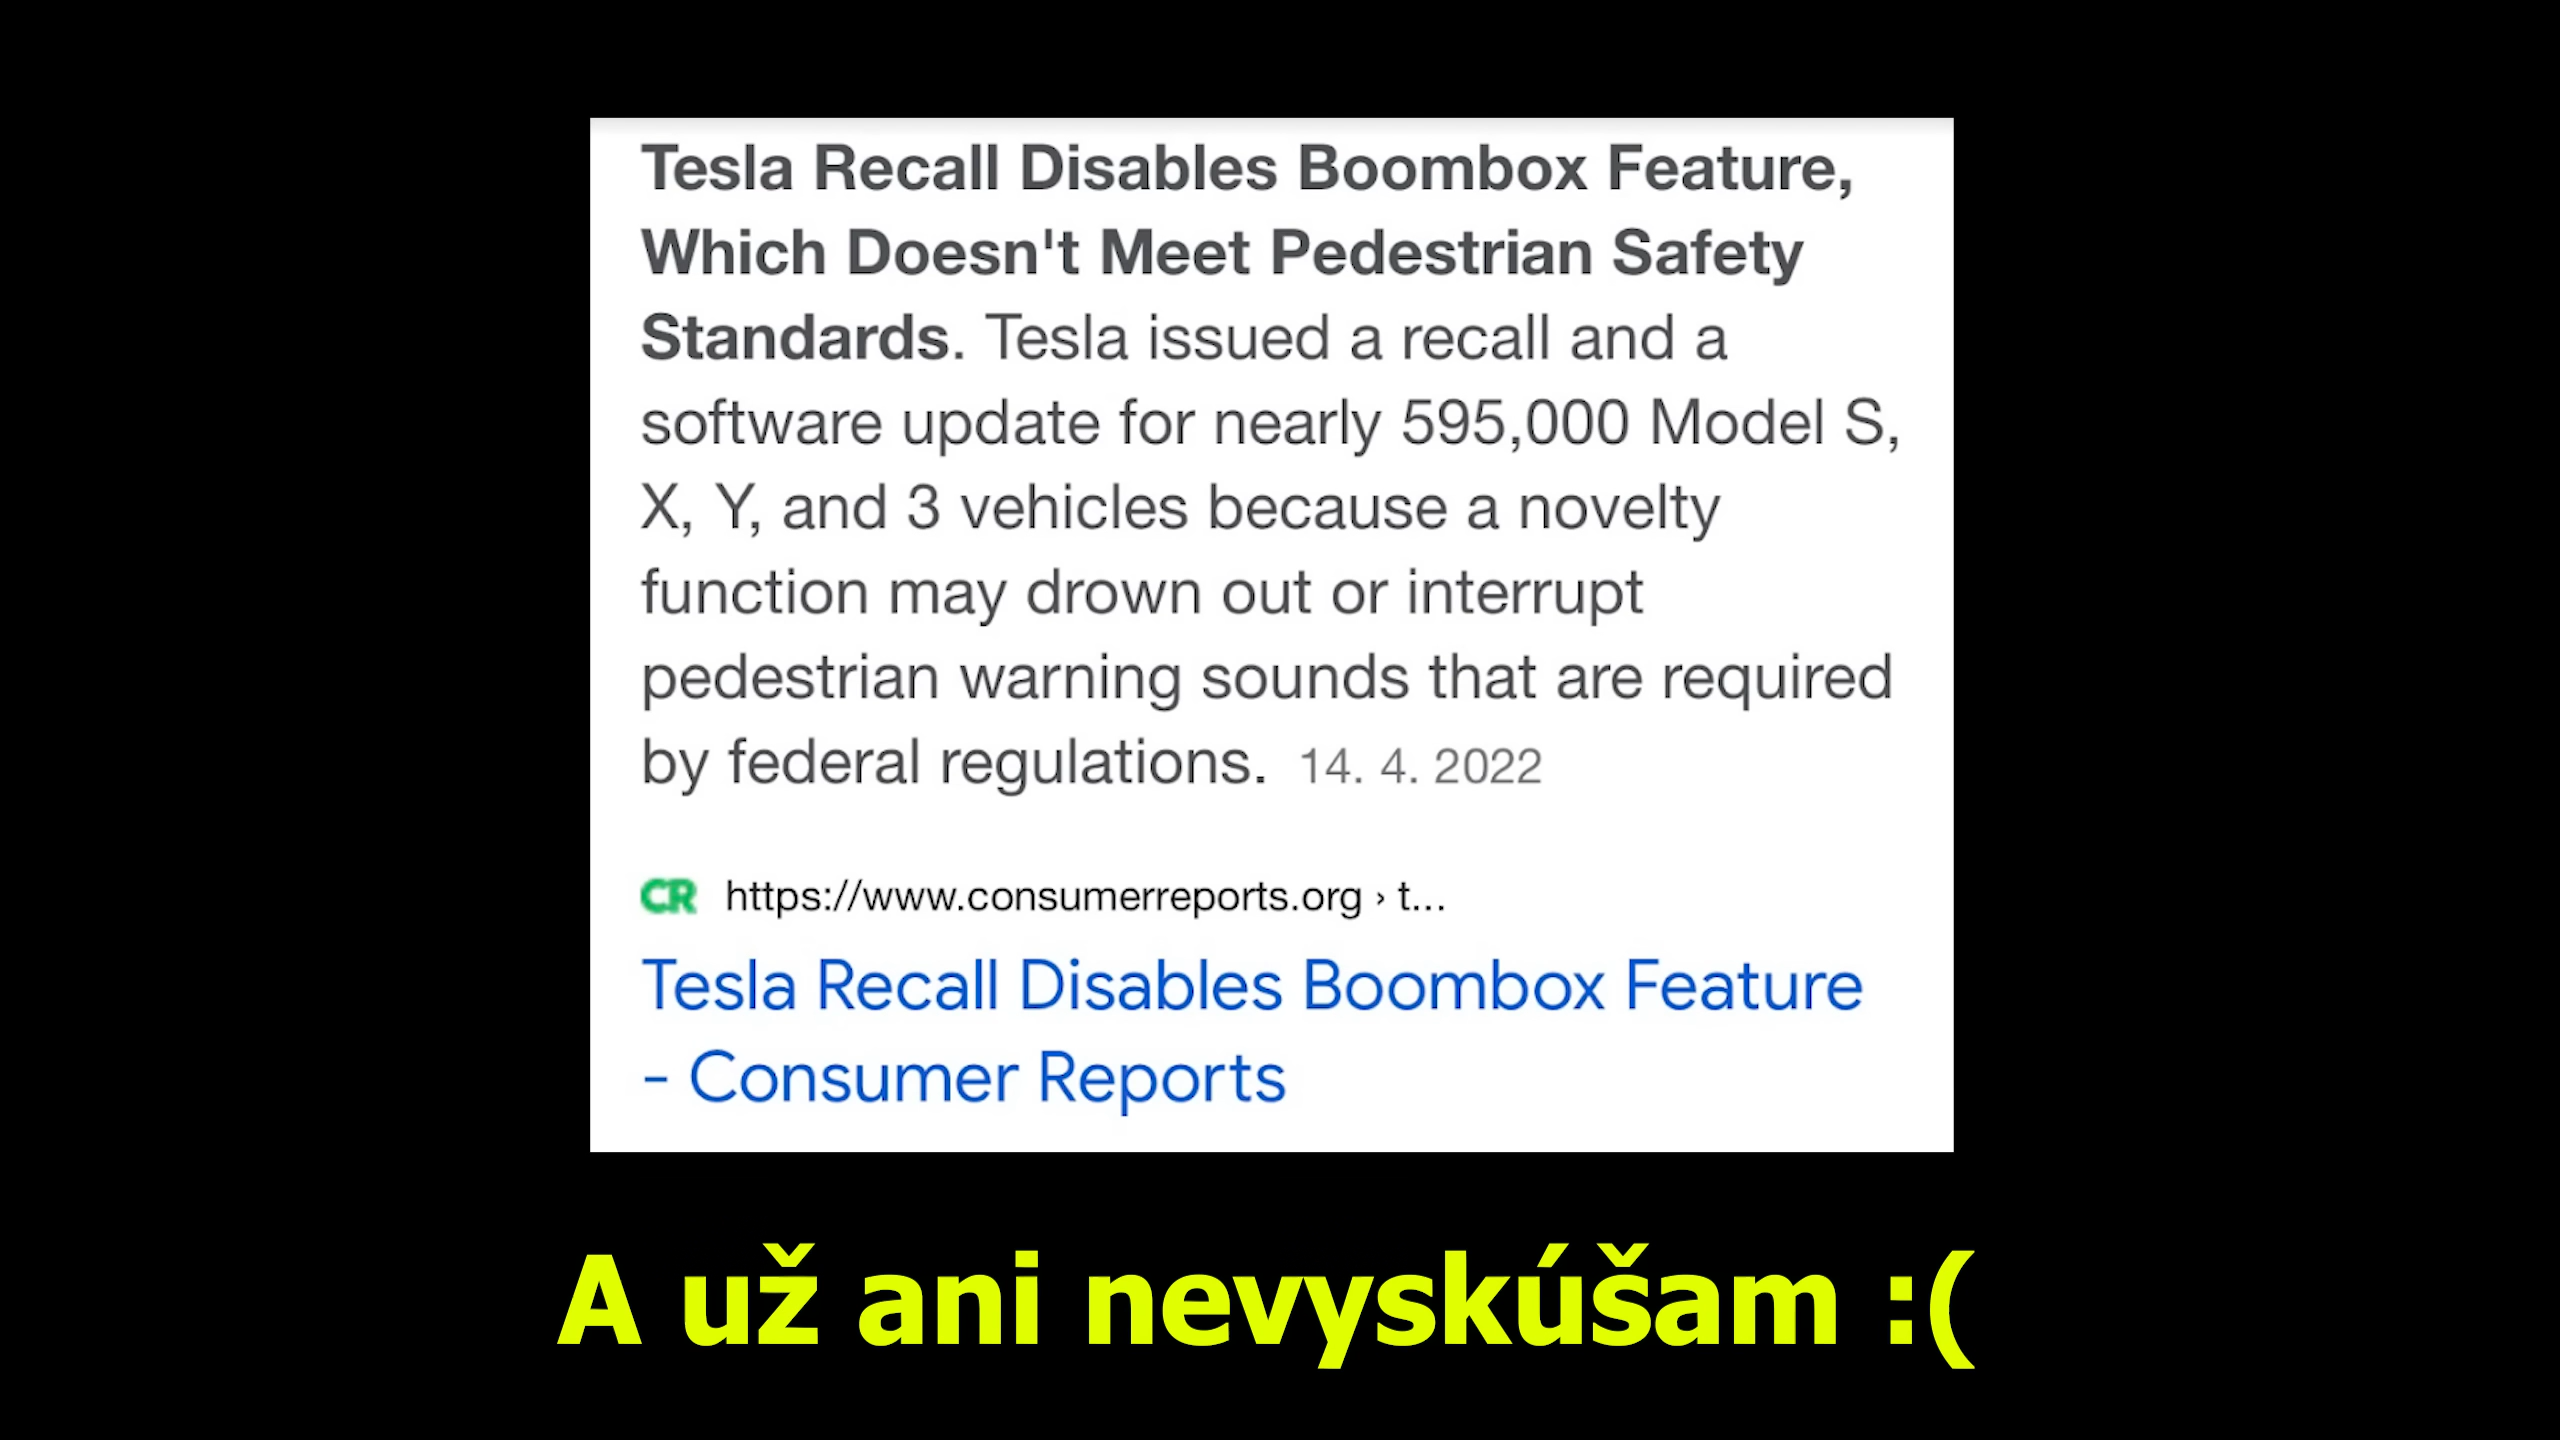 Tesla Recall Disables Boombox Feature,
Which Doesn't Meet Pedestrian Safety
Standards. Tesla issued a recall and a
software update for nearly 595,000 Model S,
X, Y, and 3 vehicles because a novelty
function may drown out or interrupt
pedestrian warning sounds that are required
by federal regulations. 14. 4. 2022
CR https://www.consumerreports.org › t...
Tesla Recall Disables Boombox Feature
- Consumer Reports
A už ani nevyskúšam :(